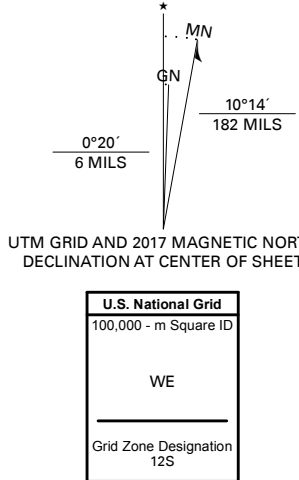 ★
MN
GN
0°20´
6 MILS
10°14´
182 MILS
UTM GRID AND 2017 MAGNETIC NORT
DECLINATION AT CENTER OF SHEET
U.S. National Grid
100,000 - m Square ID
WE
Grid Zone Designation
12S